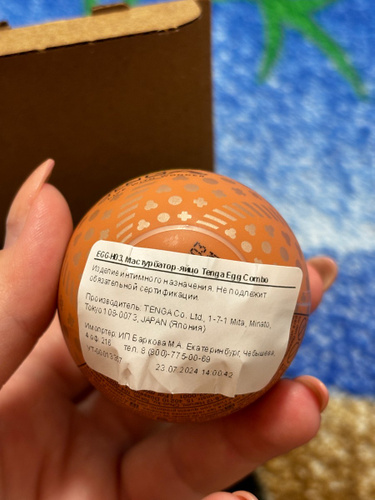 EGG-H03, Мастурбатор-яйцо Tenga Egg Combo
Изделие интимного назначения. Не подлежит
обязательной сертификации
Производитель: TENGA Co. Ltd, 1-7-1 Mita, Minato,
Tokyo 108-0073, JAPAN (Япония)
Импортер: ИП Баркова М.А. Екатеринбург, Чебышева,
4 оф. 216 тел. 8 (800)-775-00-69
23.07.2024 14:00:42